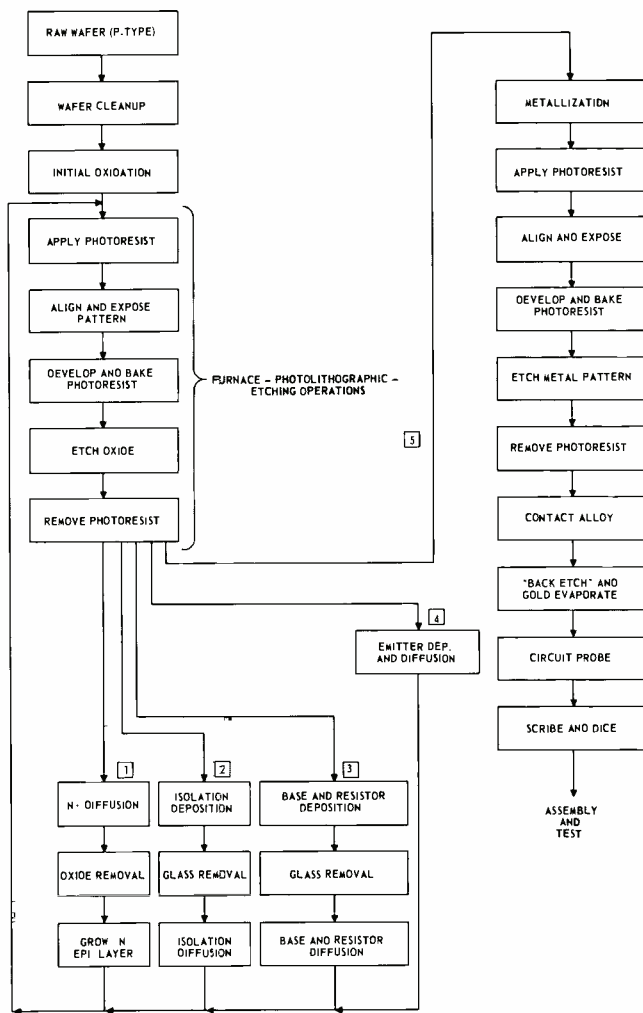 RAW WAFER (P-TYPE)
WAFER CLEANUP
INITIAL OXIDATION
APPLY PHOTORESIST
ALIGN AND EXPOSE
PATTERN
DEVELOP AND BAKE
PHOTORESIST
ETCH OXIDE
REMOVE PHOTORESIST
FURNACE – PHOTOLITHOGRAPHIC –
ETCHING OPERATIONS
1
N+ DIFFUSION
OXIDE REMOVAL
GROW N
EPI LAYER
2
ISOLATION
DEPOSITION
GLASS REMOVAL
ISOLATION
DIFFUSION
3
BASE AND RESISTOR
DEPOSITION
GLASS REMOVAL
BASE AND RESISTOR
DIFFUSION
4
EMITTER DEP.
AND DIFFUSION
5
METALLIZATION
APPLY PHOTORESIST
ALIGN AND EXPOSE
DEVELOP AND BAKE
PHOTORESIST
ETCH METAL PATTERN
REMOVE PHOTORESIST
CONTACT ALLOY
"BACK ETCH" AND
GOLD EVAPORATE
CIRCUIT PROBE
SCRIBE AND DICE
ASSEMBLY
AND
TEST